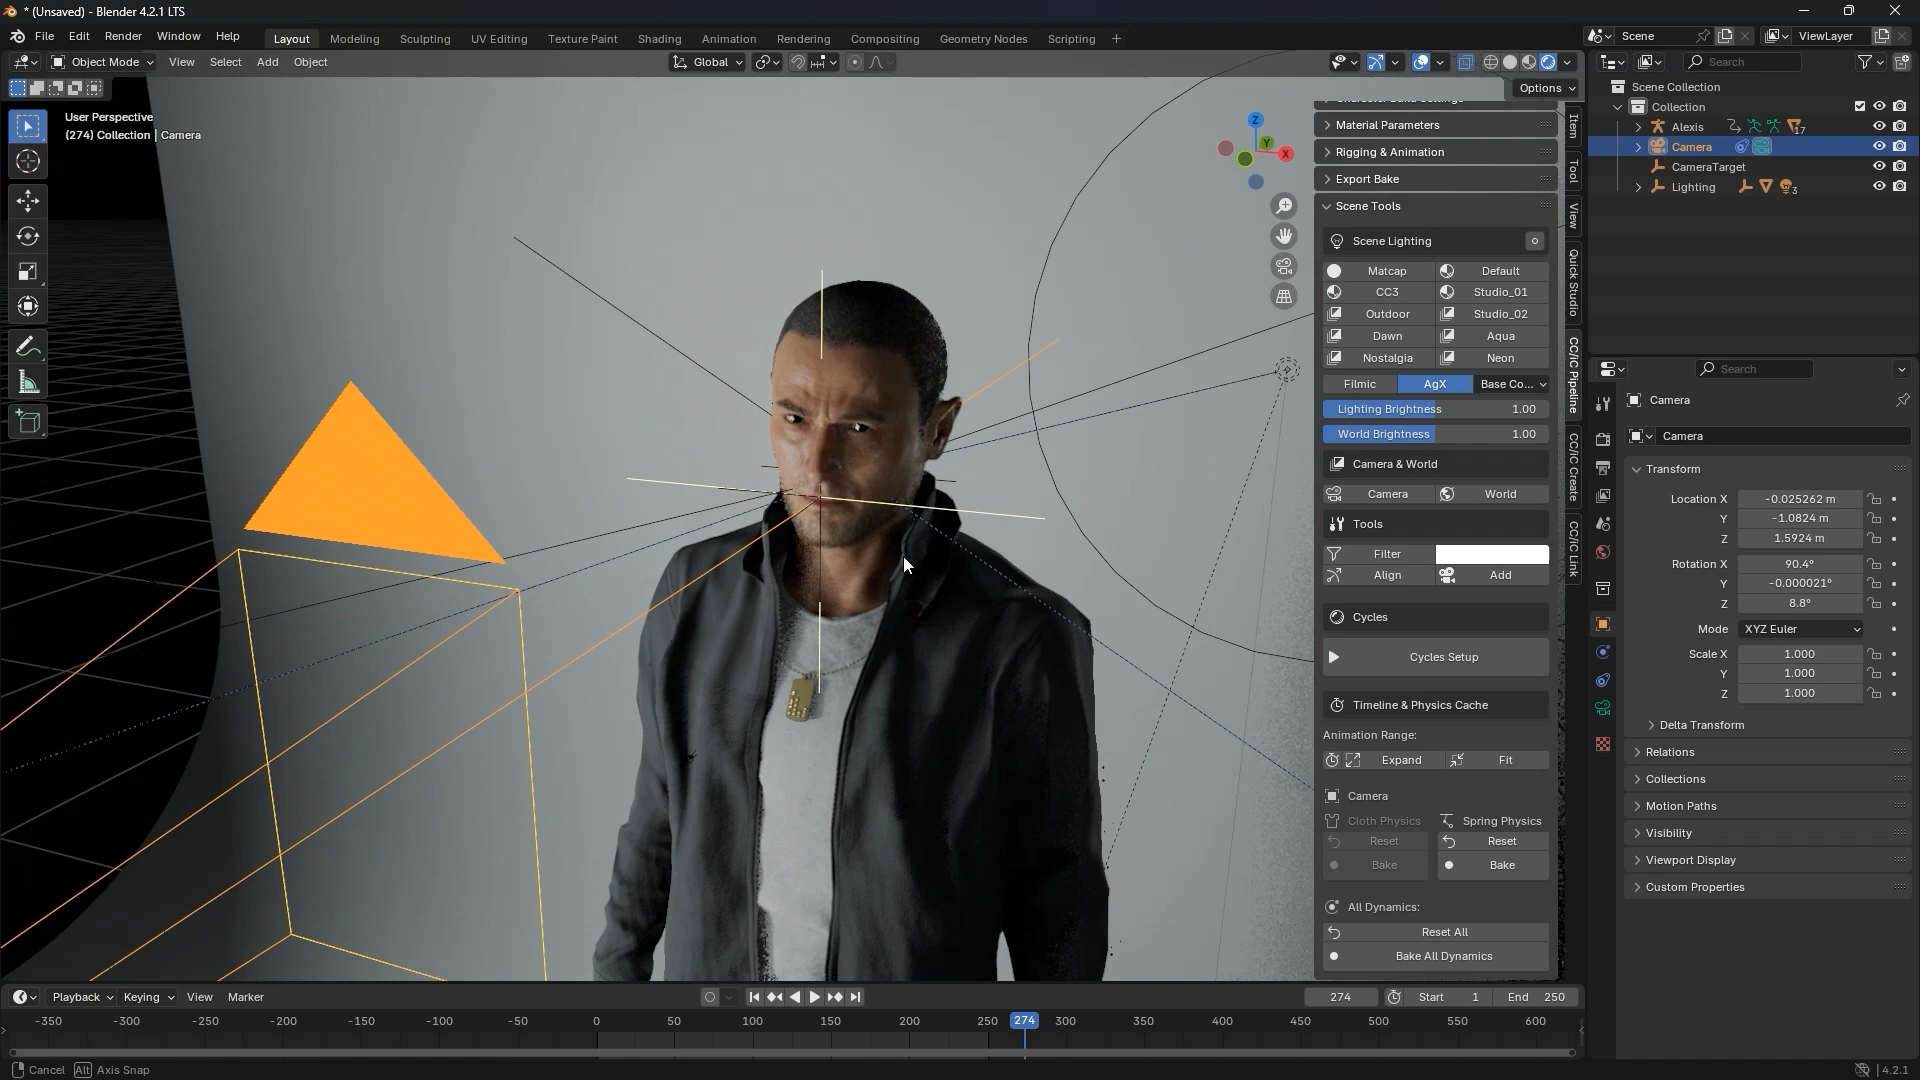 * (Unsaved) - Blender 4.2.1 LTS
File Edit Render Window Help
Layout Modeling Sculpting UV Editing Texture Paint Shading Animation Rendering Compositing Geometry Nodes Scripting +
Scene
ViewLayer
Object Mode View Select Add Object
Global
Search
Options
User Perspective
(274) Collection | Camera
Z
Y
X
Scene Collection
Collection
Alexis
17
Camera
CameraTarget
Lighting
3
Item
Tool
View
Quick Studio
CC/iC Pipeline
CC/iC Create
CC/iC Link
Character Build Settings
Material Parameters
Rigging & Animation
Export Bake
Scene Tools
Scene Lighting
Matcap Default
CC3 Studio_01
Outdoor Studio_02
Dawn Aqua
Nostalgia Neon
Filmic AgX Base Co...
Lighting Brightness 1.00
World Brightness 1.00
Camera & World
Camera World
Tools
Filter
Align Add
Cycles
Cycles Setup
Timeline & Physics Cache
Animation Range:
Expand Fit
Camera
Cloth Physics Spring Physics
Reset Reset
Bake Bake
All Dynamics:
Reset All
Bake All Dynamics
Search
Camera
Camera
Transform
Location X -0.025262 m
Y -1.0824 m
Z 1.5924 m
Rotation X 90.4°
Y -0.000021°
Z 8.8°
Mode XYZ Euler
Scale X 1.000
Y 1.000
Z 1.000
Delta Transform
Relations
Collections
Motion Paths
Visibility
Viewport Display
Custom Properties
Playback Keying View Marker
274 Start 1 End 250
-350 -300 -250 -200 -150 -100 -50 0 50 100 150 200 250 274 300 350 400 450 500 550 600
Cancel Alt Axis Snap
4.2.1